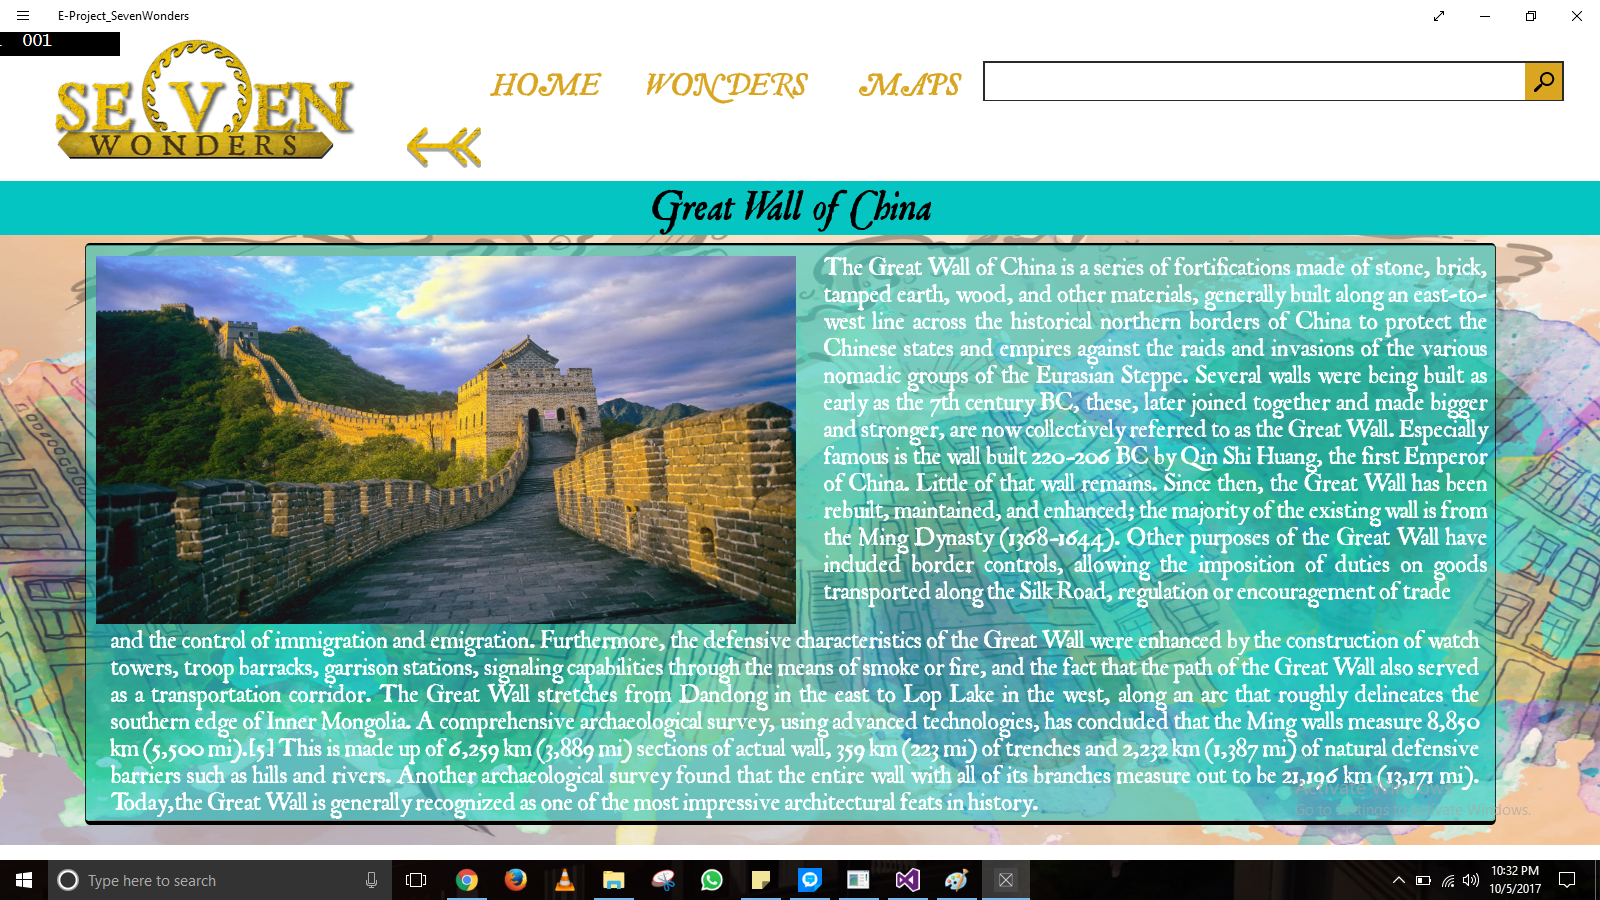 E-Project_SevenWonders
001
SEVEN
WONDERS
HOME WONDERS MAPS
Great Wall of China
The Great Wall of China is a series of fortifications made of stone, brick,
tamped earth, wood, and other materials, generally built along an east-to-
west line across the historical northern borders of China to protect the
Chinese states and empires against the raids and invasions of the various
nomadic groups of the Eurasian Steppe. Several walls were being built as
early as the 7th century BC, these, later joined together and made bigger
and stronger, are now collectively referred to as the Great Wall. Especially
famous is the wall built 220-206 BC by Qin Shi Huang, the first Emperor
of China. Little of that wall remains. Since then, the Great Wall has been
rebuilt, maintained, and enhanced; the majority of the existing wall is from
the Ming Dynasty (1368-1644). Other purposes of the Great Wall have
included border controls, allowing the imposition of duties on goods
transported along the Silk Road, regulation or encouragement of trade
and the control of immigration and emigration. Furthermore, the defensive characteristics of the Great Wall were enhanced by the construction of watch
towers, troop barracks, garrison stations, signaling capabilities through the means of smoke or fire, and the fact that the path of the Great Wall also served
as a transportation corridor. The Great Wall stretches from Dandong in the east to Lop Lake in the west, along an arc that roughly delineates the
southern edge of Inner Mongolia. A comprehensive archaeological survey, using advanced technologies, has concluded that the Ming walls measure 8,850
km (5,500 mi).[5] This is made up of 6,259 km (3,889 mi) sections of actual wall, 359 km (223 mi) of trenches and 2,232 km (1,387 mi) of natural defensive
barriers such as hills and rivers. Another archaeological survey found that the entire wall with all of its branches measure out to be 21,196 km (13,171 mi).
Today,the Great Wall is generally recognized as one of the most impressive architectural feats in history.
Activate Windows
Go to Settings to activate Windows.
Type here to search
10:32 PM
10/5/2017